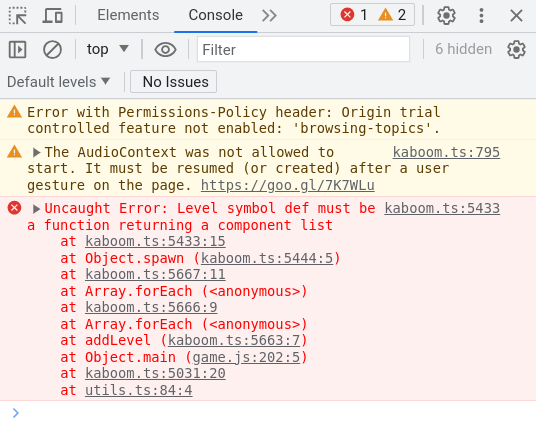 Elements Console 1 2
top Filter 6 hidden
Default levels No Issues
Error with Permissions-Policy header: Origin trial
controlled feature not enabled: 'browsing-topics'.
The AudioContext was not allowed to kaboom.ts:795
start. It must be resumed (or created) after a user
gesture on the page. https://goo.gl/7K7WLu
Uncaught Error: Level symbol def must be kaboom.ts:5433
a function returning a component list
at kaboom.ts:5433:15
at Object.spawn (kaboom.ts:5444:5)
at kaboom.ts:5667:11
at Array.forEach (<anonymous>)
at kaboom.ts:5666:9
at Array.forEach (<anonymous>)
at addLevel (kaboom.ts:5663:7)
at Object.main (game.js:202:5)
at kaboom.ts:5031:20
at utils.ts:84:4